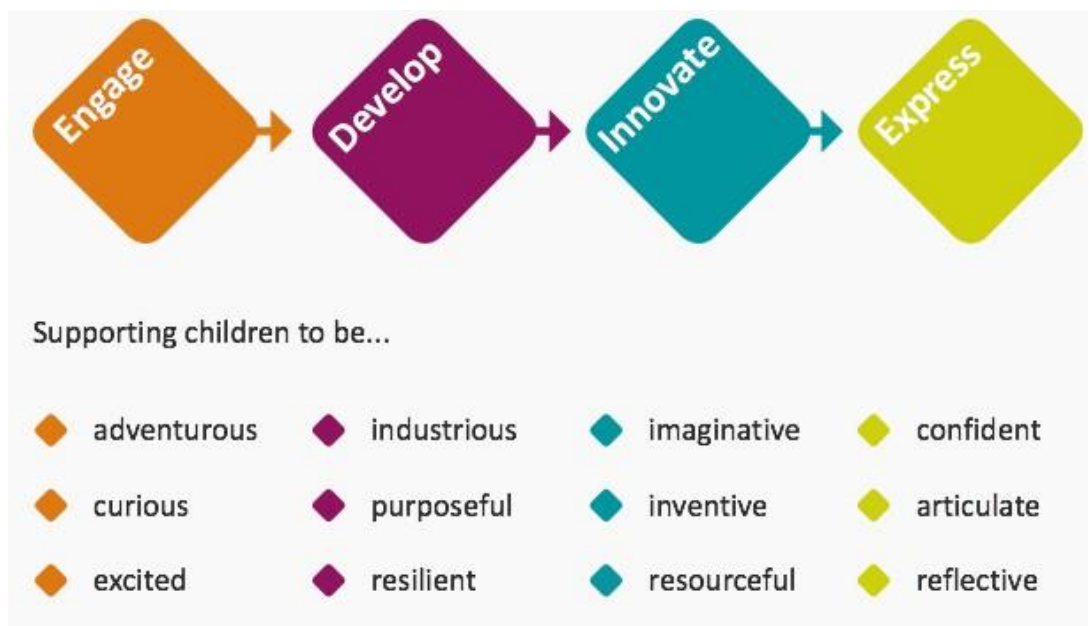 Engage
Develop
Innovate
Express
Supporting children to be...
adventurous industrious imaginative confident
curious purposeful inventive articulate
excited resilient resourceful reflective